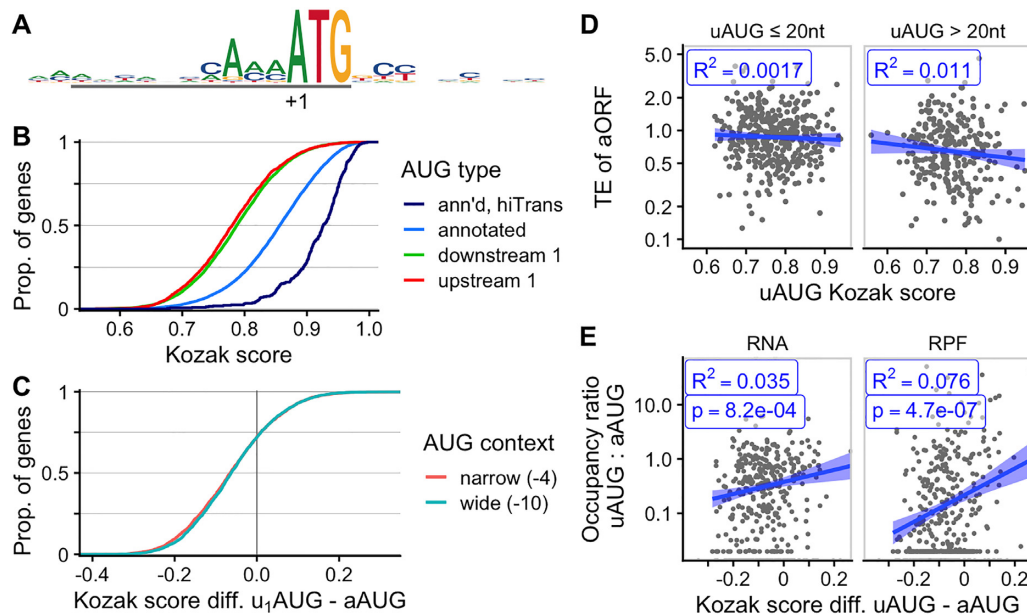 A
ATG
+1
B
Prop. of genes
1
0.5
0
0.6 0.7 0.8 0.9 1.0
Kozak score
AUG type
ann'd, hiTrans
annotated
downstream 1
upstream 1
C
Prop. of genes
1
0.5
0
-0.4 -0.2 0.0 0.2
Kozak score diff. u₁AUG - aAUG
AUG context
narrow (-4)
wide (-10)
D
uAUG ≤ 20nt uAUG > 20nt
R² = 0.0017 R² = 0.011
TE of aORF
5.0
2.0
1.0
0.5
0.2
0.1
0.6 0.7 0.8 0.9 0.6 0.7 0.8 0.9
uAUG Kozak score
E
RNA RPF
R² = 0.035 R² = 0.076
p = 8.2e-04 p = 4.7e-07
Occupancy ratio
uAUG : aAUG
10.0
1.0
0.1
-0.2 0 0.2 -0.2 0 0.2
Kozak score diff. uAUG - aAUG